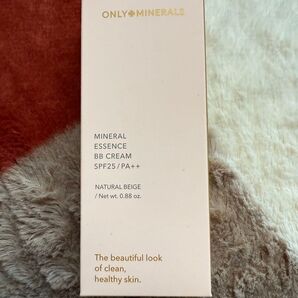 ONLY MINERALS
MINERAL
ESSENCE
BB CREAM
SPF25/PA++
NATURAL BEIGE
/ Net wt. 0.88 oz.
The beautiful look
of clean,
healthy skin.